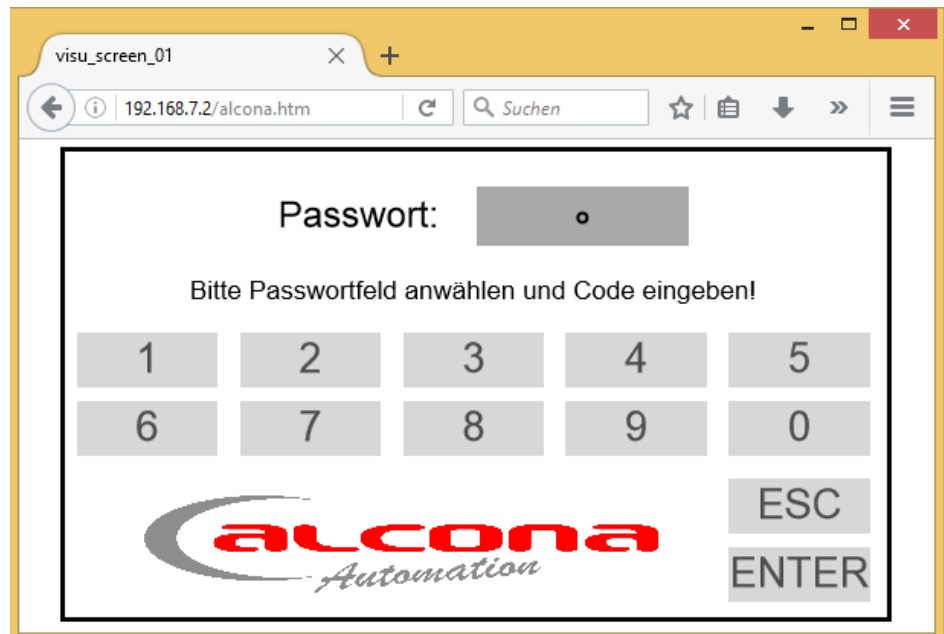 visu_screen_01
192.168.7.2/alcona.htm
Suchen
Passwort:
Bitte Passwortfeld anwählen und Code eingeben!
1 2 3 4 5
6 7 8 9 0
ESC
alcona
Automation
ENTER